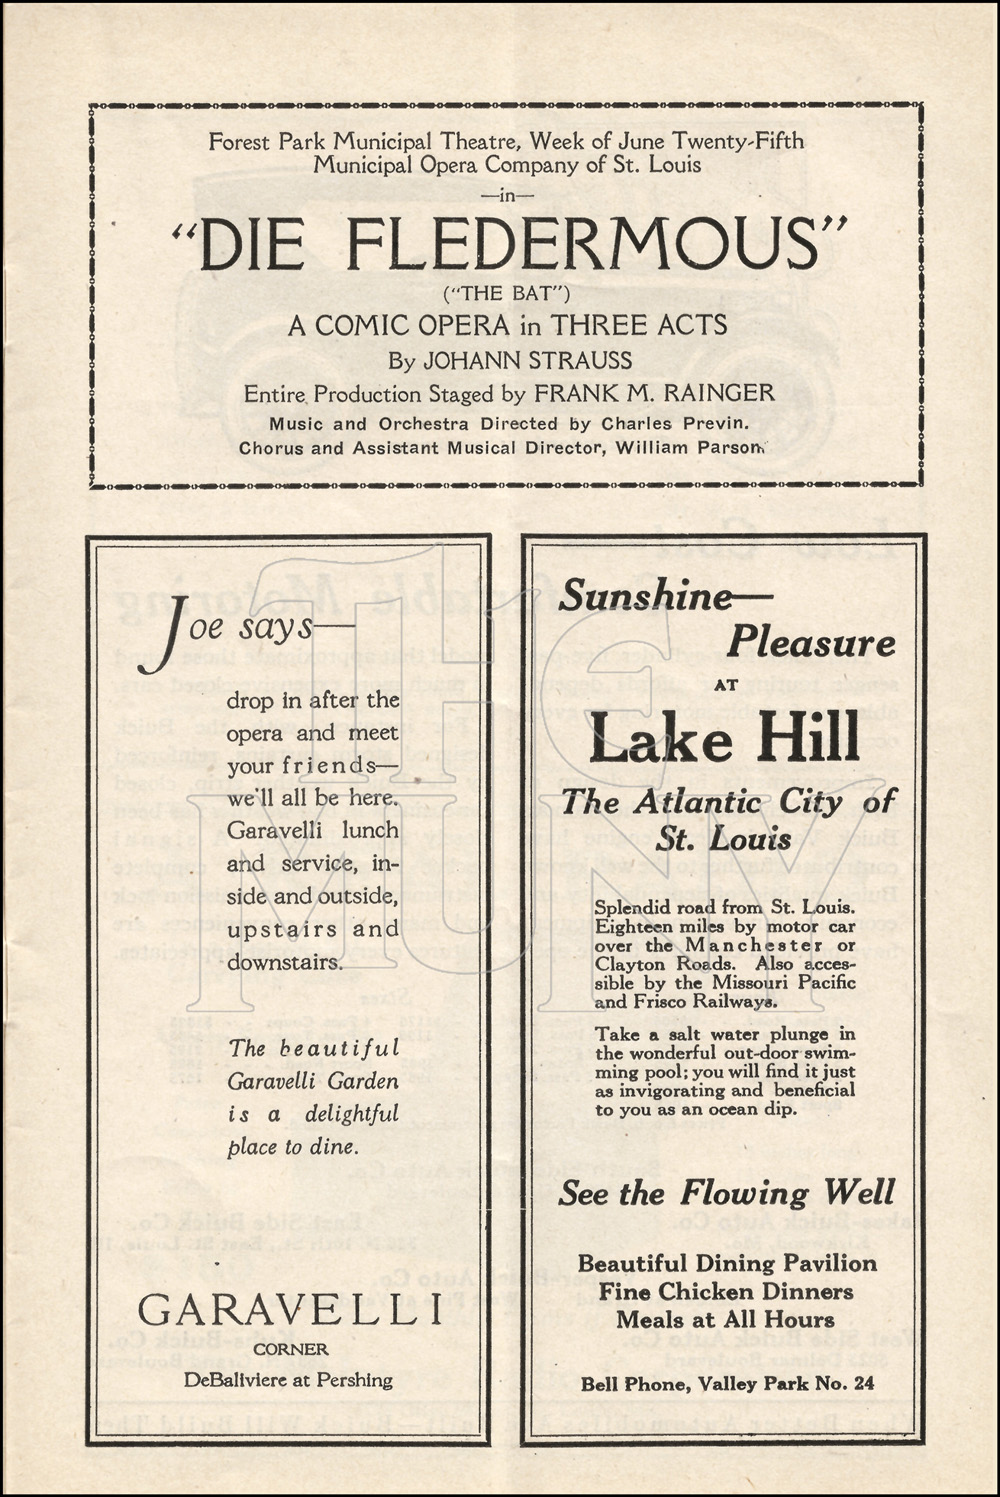 Forest Park Municipal Theatre, Week of June Twenty-Fifth
Municipal Opera Company of St. Louis
—in—
"DIE FLEDERMOUS"
("THE BAT")
A COMIC OPERA in THREE ACTS
By JOHANN STRAUSS
Entire Production Staged by FRANK M. RAINGER
Music and Orchestra Directed by Charles Previn.
Chorus and Assistant Musical Director, William Parson.
Joe says—
drop in after the
opera and meet
your friends—
we'll all be here.
Garavelli lunch
and service, in-
side and outside,
upstairs and
downstairs.
The beautiful
Garavelli Garden
is a delightful
place to dine.
GARAVELLI
CORNER
DeBaliviere at Pershing
Sunshine—
Pleasure
AT
Lake Hill
The Atlantic City of
St. Louis
Splendid road from St. Louis.
Eighteen miles by motor car
over the Manchester or
Clayton Roads. Also acces-
sible by the Missouri Pacific
and Frisco Railways.
Take a salt water plunge in
the wonderful out-door swim-
ming pool; you will find it just
as invigorating and beneficial
to you as an ocean dip.
See the Flowing Well
Beautiful Dining Pavilion
Fine Chicken Dinners
Meals at All Hours
Bell Phone, Valley Park No. 24
THC
MUNY